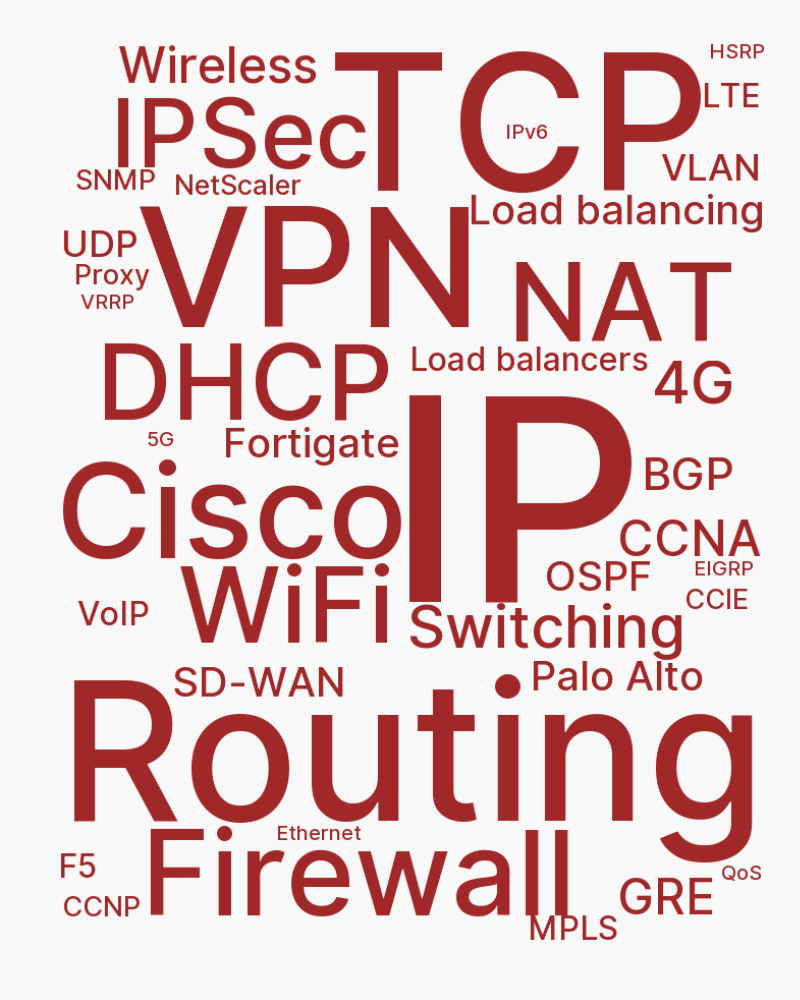 HSRP
Wireless
TCP
LTE
IPSec
IPv6
VLAN
SNMP
NetScaler
Load balancing
UDP
VPN
Proxy
VRRP
NAT
DHCP
Load balancers
4G
5G
Fortigate
IP
BGP
Cisco
CCNA
EIGRP
OSPF
CCIE
WiFi
VoIP
Switching
SD-WAN
Palo Alto
Routing
Ethernet
Firewall
F5
QoS
GRE
CCNP
MPLS